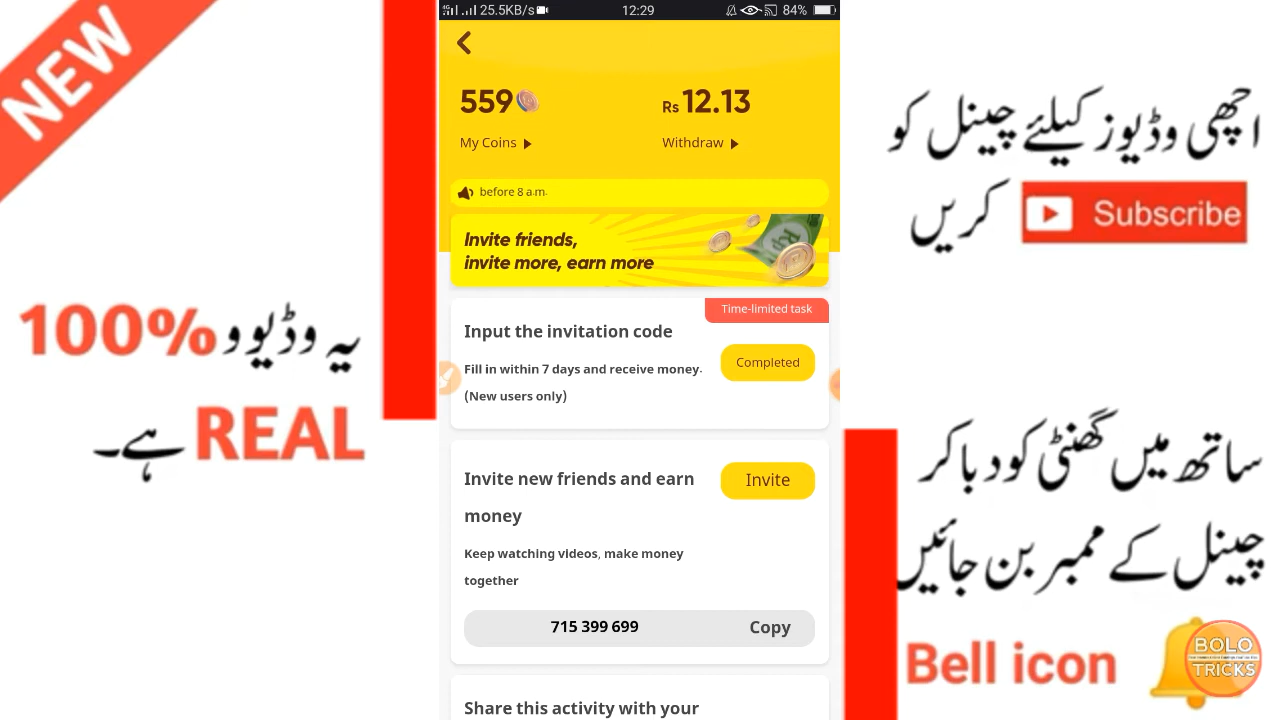 NEW
یہ وڈیوو 100%
REAL ہے۔
25.5KB/s
12:29
84%
559
Rs 12.13
My Coins
Withdraw
before 8 a.m.
Invite friends,
invite more, earn more
Time-limited task
Input the invitation code
Completed
Fill in within 7 days and receive money.
(New users only)
Invite new friends and earn
money
Invite
Keep watching videos, make money
together
715 399 699
Copy
Share this activity with your
اچھی وڈیوز کیلئے چینل کو
Subscribe کریں
ساتھ میں گھنٹی کو دبا کر
چینل کے ممبر بن جائیں
Bell icon
BOLO
TRICKS